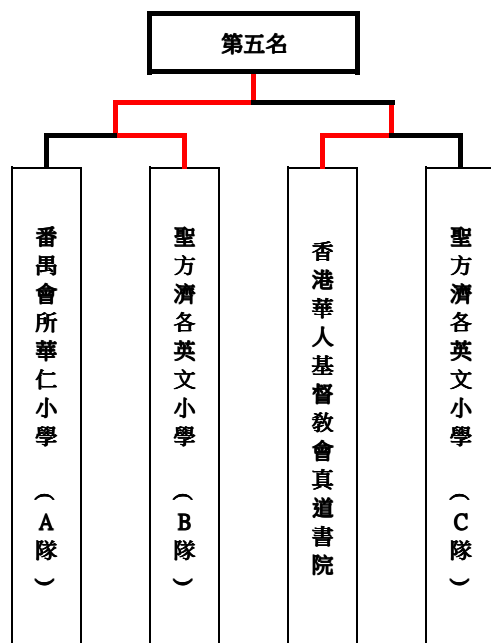 第五名
番禺會所華仁小學 （A隊）
聖方濟各英文小學 （B隊）
香港華人基督教會真道書院
聖方濟各英文小學 （C隊）